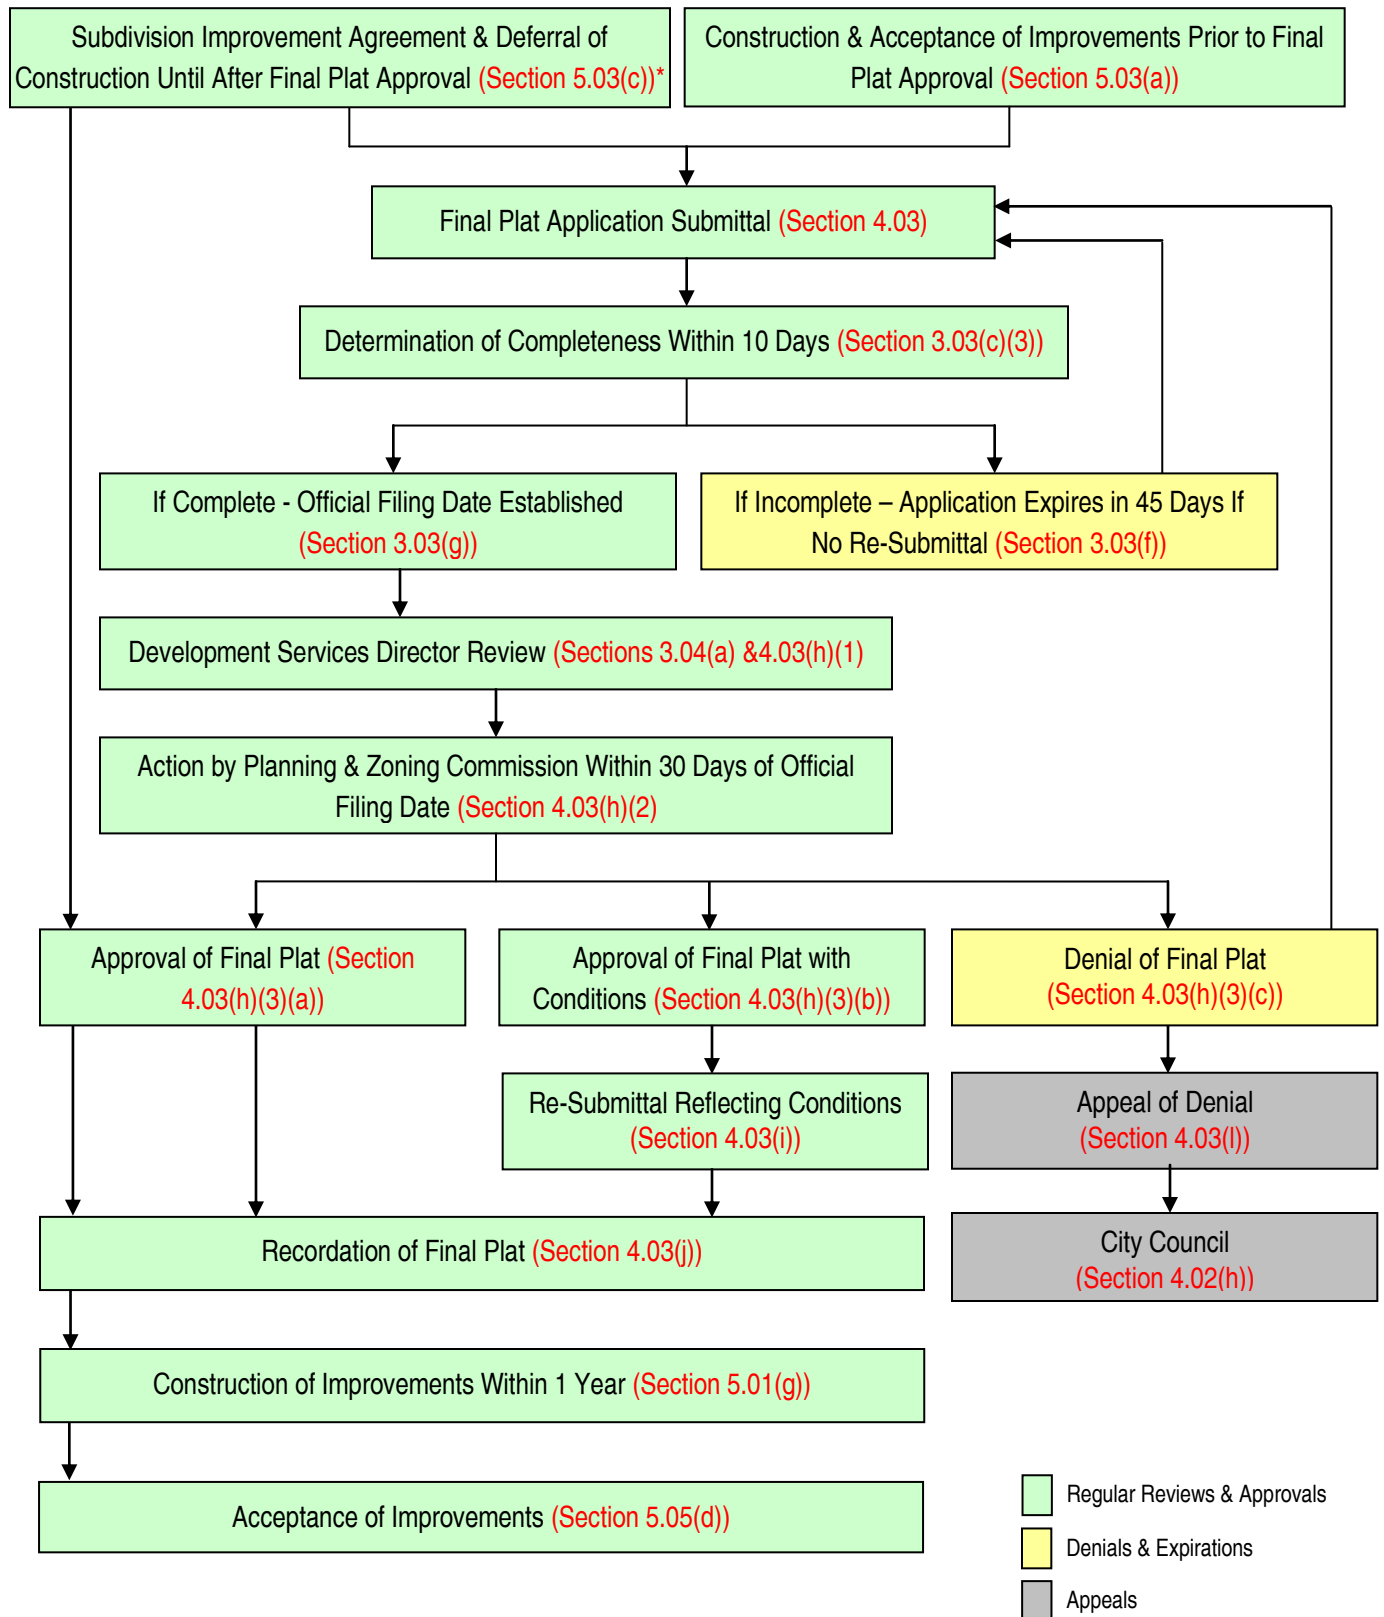 Subdivision Improvement Agreement & Deferral of
Construction Until After Final Plat Approval (Section 5.03(c))*
Construction & Acceptance of Improvements Prior to Final
Plat Approval (Section 5.03(a))
Final Plat Application Submittal (Section 4.03)
Determination of Completeness Within 10 Days (Section 3.03(c)(3))
If Complete - Official Filing Date Established
(Section 3.03(g))
If Incomplete – Application Expires in 45 Days If
No Re-Submittal (Section 3.03(f))
Development Services Director Review (Sections 3.04(a) &4.03(h)(1)
Action by Planning & Zoning Commission Within 30 Days of Official
Filing Date (Section 4.03(h)(2)
Approval of Final Plat (Section
4.03(h)(3)(a))
Approval of Final Plat with
Conditions (Section 4.03(h)(3)(b))
Denial of Final Plat
(Section 4.03(h)(3)(c))
Re-Submittal Reflecting Conditions
(Section 4.03(i))
Appeal of Denial
(Section 4.03(l))
Recordation of Final Plat (Section 4.03(j))
City Council
(Section 4.02(h))
Construction of Improvements Within 1 Year (Section 5.01(g))
Acceptance of Improvements (Section 5.05(d))
Regular Reviews & Approvals
Denials & Expirations
Appeals